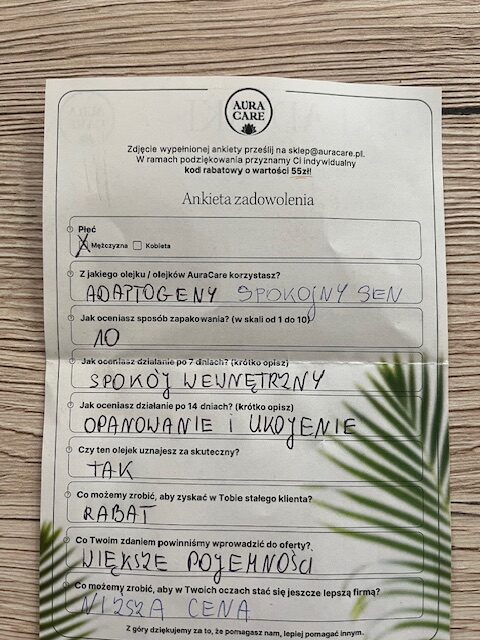 AURA
CARE
Zdjęcie wypełnionej ankiety prześlij na sklep@auracare.pl.
W ramach podziękowania przyznamy Ci indywidualny
kod rabatowy o wartości 55zł!
Ankieta zadowolenia
Płeć
X Mężczyzna Kobieta
Z jakiego olejku / olejków AuraCare korzystasz?
ADAPTOGENY SPOKOJNY SEN
Jak oceniasz sposób zapakowania? (w skali od 1 do 10)
10
Jak oceniasz działanie po 7 dniach? (krótko opisz)
SPOKÓJ WEWNĘTRZNY
Jak oceniasz działanie po 14 dniach? (krótko opisz)
OPANOWANIE i UKOJENIE
Czy ten olejek uznajesz za skuteczny?
TAK
Co możemy zrobić, aby zyskać w Tobie stałego klienta?
RABAT
Co Twoim zdaniem powinniśmy wprowadzić do oferty?
WIĘKSZE POJEMNOŚCi
Co możemy zrobić, aby w Twoich oczach stać się jeszcze lepszą firmą?
NIŻSZA CENA
Z góry dziękujemy za to, że pomagasz nam, lepiej pomagać innym.